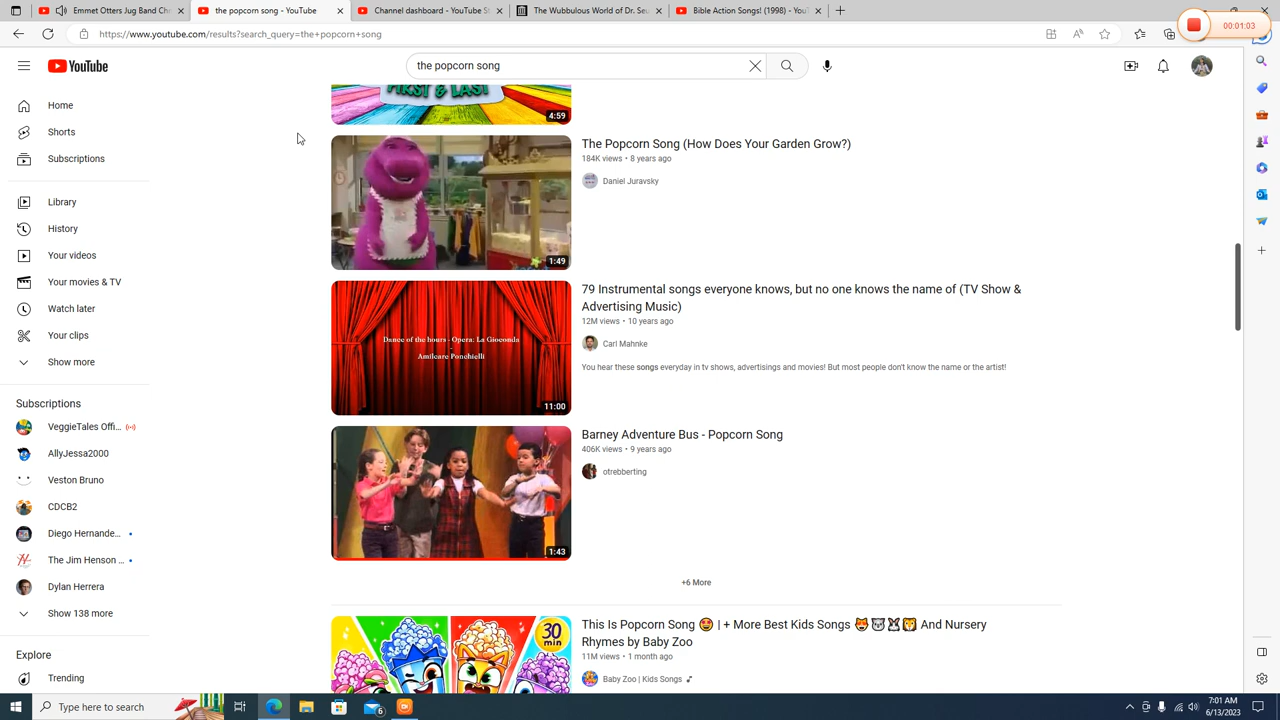 Emmet Otters Jug Band Chr
the popcorn song - YouTube
Channel dashboard - YouTube St
The Wubbulous World of Dr. Seu
Bible Action Songs! (1998) - You
00:01:03
https://www.youtube.com/results?search_query=the+popcorn+song
YouTube
the popcorn song
Home
Shorts
Subscriptions
Library
History
Your videos
Your movies & TV
Watch later
Your clips
Show more
Subscriptions
VeggieTales Offi...
AllyJessa2000
Veston Bruno
CDCB2
Diego Hernande...
The Jim Henson ...
Dylan Herrera
Show 138 more
Explore
Trending
FIRST & LAST
4:59
The Popcorn Song (How Does Your Garden Grow?)
184K views • 8 years ago
Daniel Juravsky
1:49
79 Instrumental songs everyone knows, but no one knows the name of (TV Show &
Advertising Music)
12M views • 10 years ago
Carl Mahnke
You hear these songs everyday in tv shows, advertisings and movies! But most people don't know the name or the artist!
Dance of the hours - Opera: La Gioconda
-
Amilcare Ponchielli
11:00
Barney Adventure Bus - Popcorn Song
406K views • 9 years ago
otrebberting
1:43
+6 More
This Is Popcorn Song 🤩 | + More Best Kids Songs 🦊🐺🐰🦁 And Nursery
Rhymes by Baby Zoo
11M views • 1 month ago
Baby Zoo | Kids Songs
30
min
Type here to search
6
7:01 AM
6/13/2023